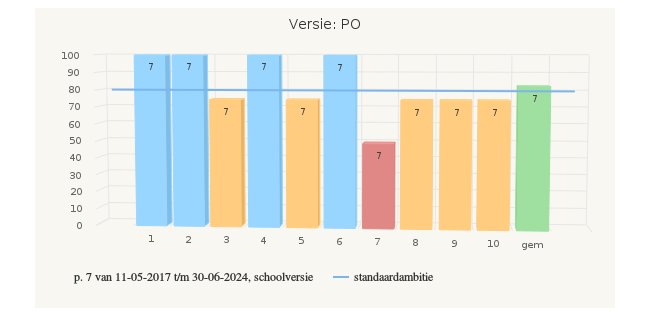 Versie: PO
100
90
80
70
60
50
40
30
20
10
0
7 7 7 7 7 7 7 7 7 7 7
1 2 3 4 5 6 7 8 9 10 gem
p. 7 van 11-05-2017 t/m 30-06-2024, schoolversie standaardambitie